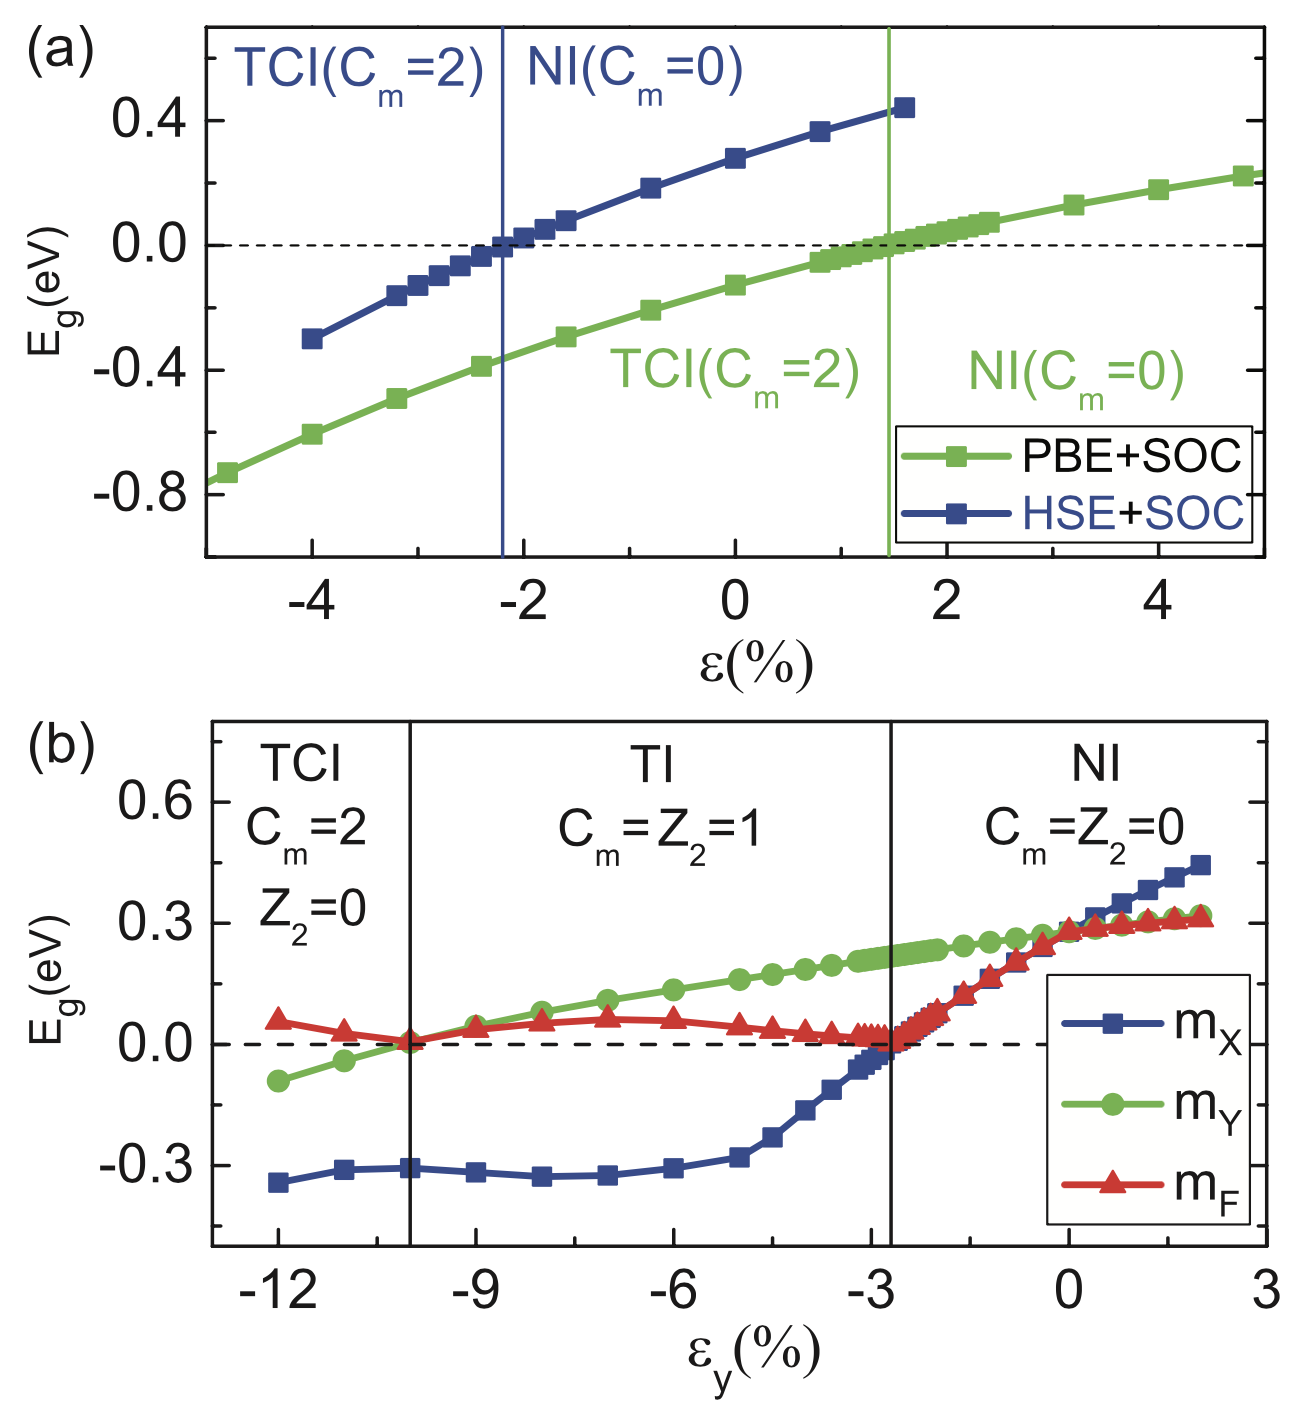 (a)
TCI(Cm=2)
NI(Cm=0)
0.4
0.0
-0.4
-0.8
Eg(eV)
TCI(Cm=2)
NI(Cm=0)
PBE+SOC
HSE+SOC
-4
-2
0
2
4
ε(%)
(b)
TCI
Cm=2
Z2=0
TI
Cm=Z2=1
NI
Cm=Z2=0
0.6
0.3
0.0
-0.3
Eg(eV)
mX
mY
mF
-12
-9
-6
-3
0
3
εy(%)